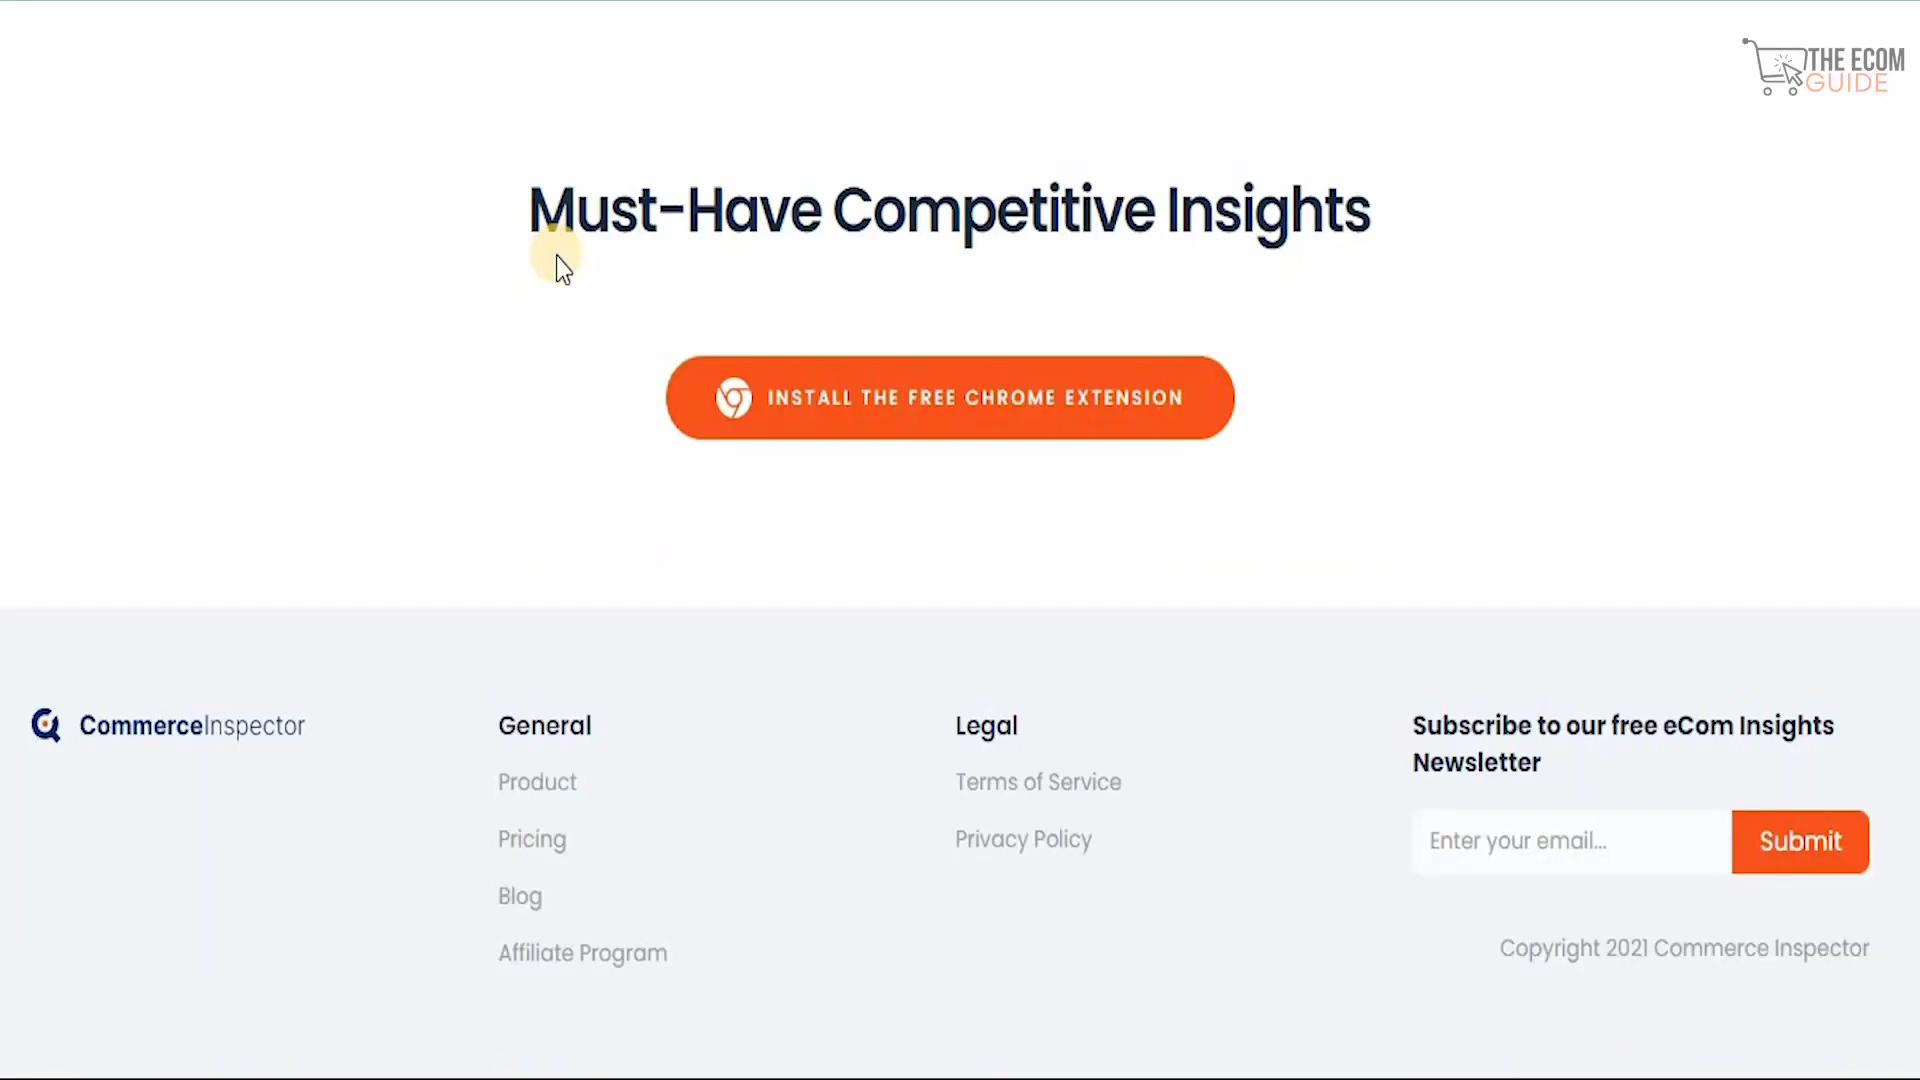 THE ECOM
GUIDE
Must-Have Competitive Insights
INSTALL THE FREE CHROME EXTENSION
CommerceInspector
General
Product
Pricing
Blog
Affiliate Program
Legal
Terms of Service
Privacy Policy
Subscribe to our free eCom Insights
Newsletter
Enter your email...
Submit
Copyright 2021 Commerce Inspector